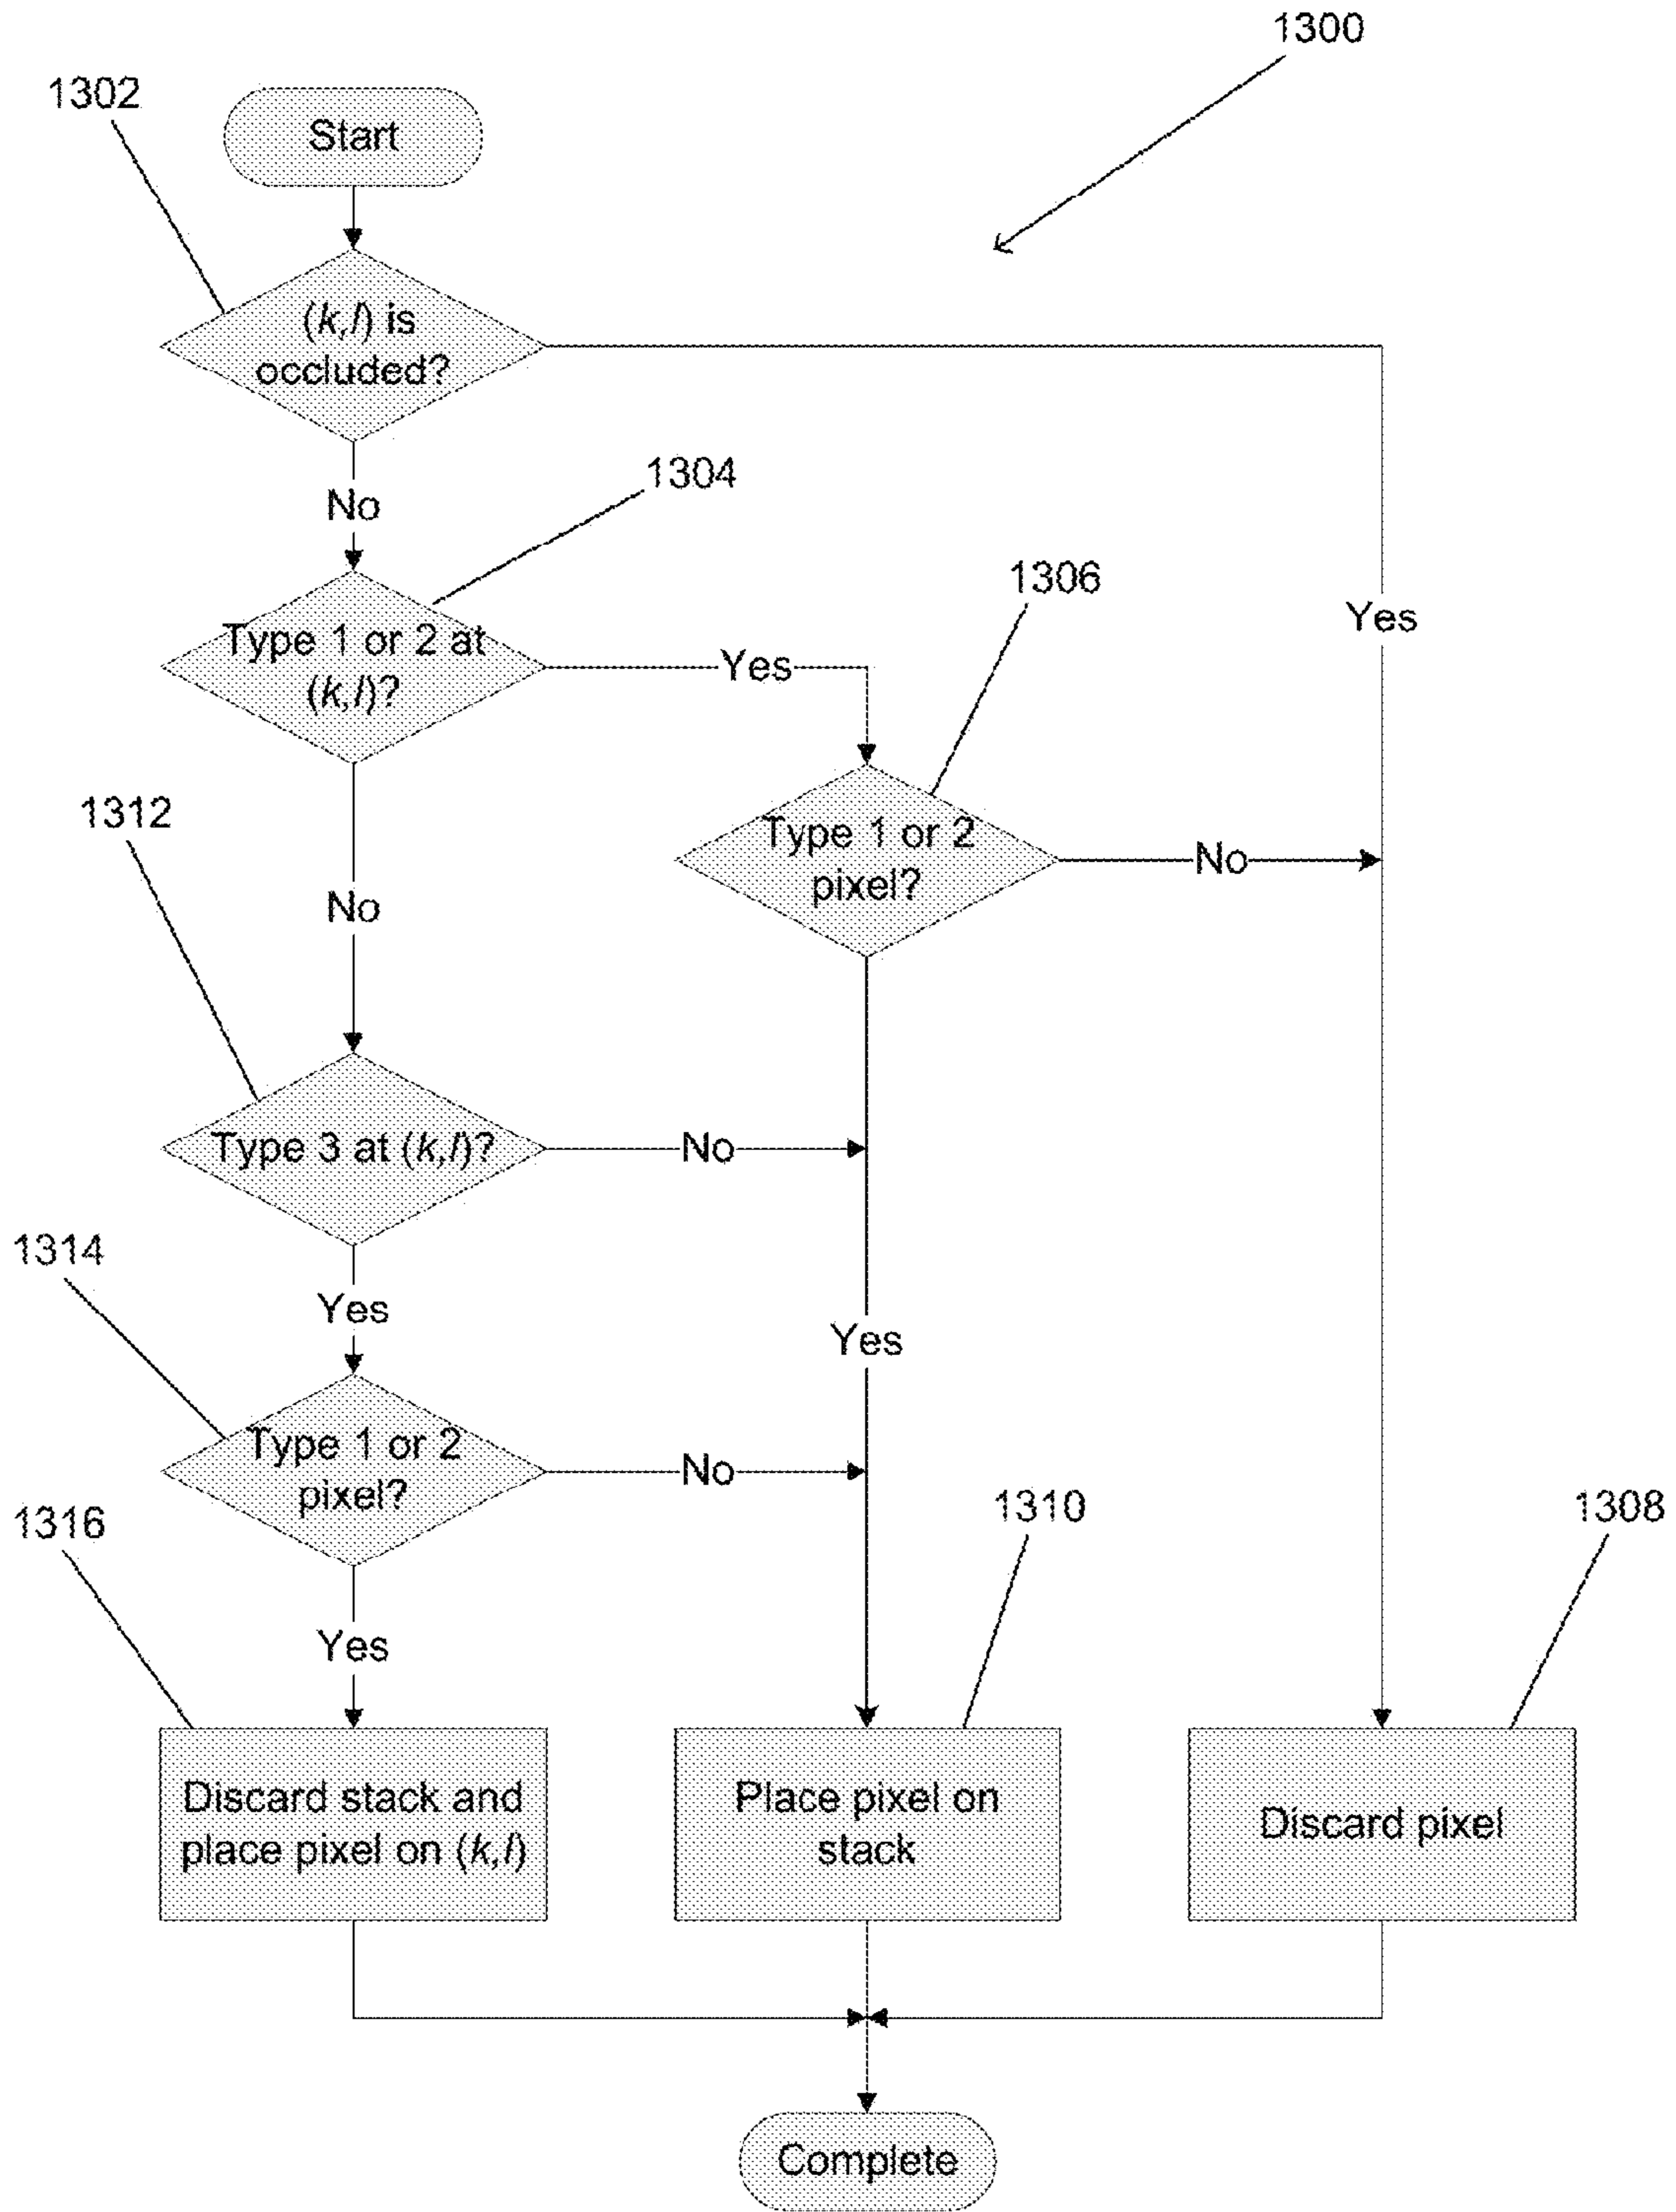 1300
1302
Start
(k,l) is
occluded?
No
1304
Type 1 or 2 at
(k,l)?
Yes
1306
Yes
Type 1 or 2
pixel?
No
1312
No
Type 3 at (k,l)?
No
1314
Yes
Yes
Type 1 or 2
pixel?
No
1316
1310
1308
Yes
Discard stack and
place pixel on (k,l)
Place pixel on
stack
Discard pixel
Complete